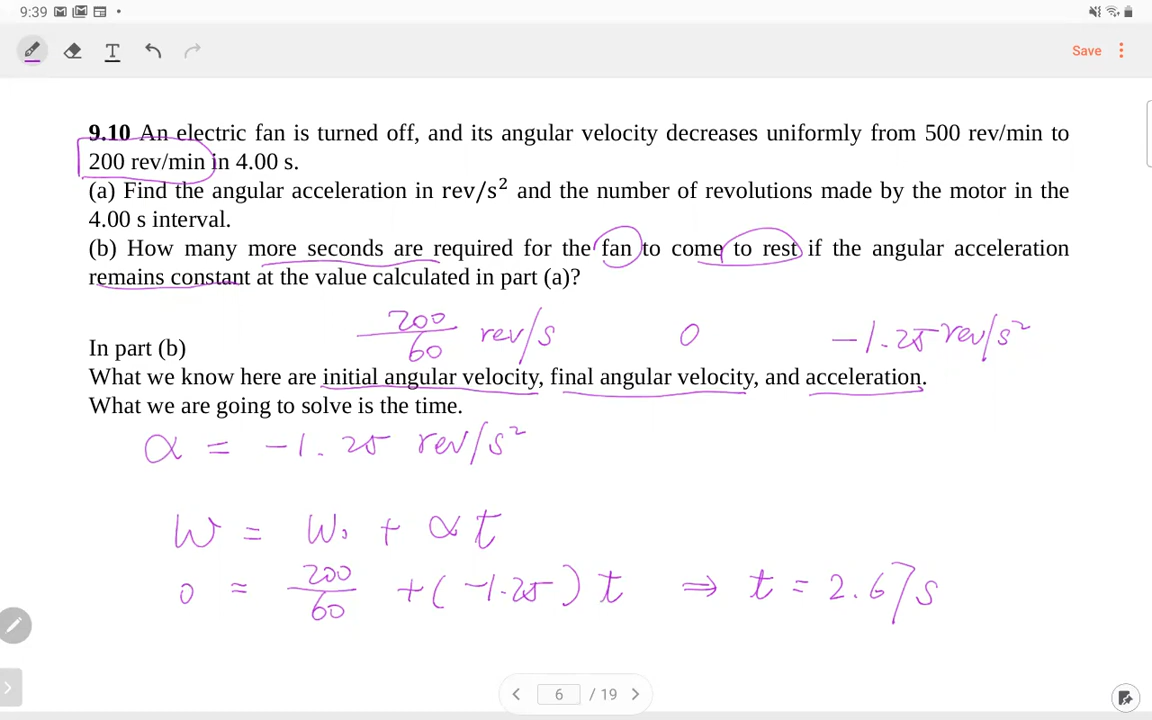 9:39
T
Save
9.10 An electric fan is turned off, and its angular velocity decreases uniformly from 500 rev/min to
200 rev/min in 4.00 s.
(a) Find the angular acceleration in rev/s² and the number of revolutions made by the motor in the
4.00 s interval.
(b) How many more seconds are required for the fan to come to rest if the angular acceleration
remains constant at the value calculated in part (a)?
200/60 rev/s 0 -1.25 rev/s²
In part (b)
What we know here are initial angular velocity, final angular velocity, and acceleration.
What we are going to solve is the time.
α = -1.25 rev/s²
W = W₀ + αt
0 = 200/60 + (-1.25) t ⇒ t = 2.67 s
6 / 19